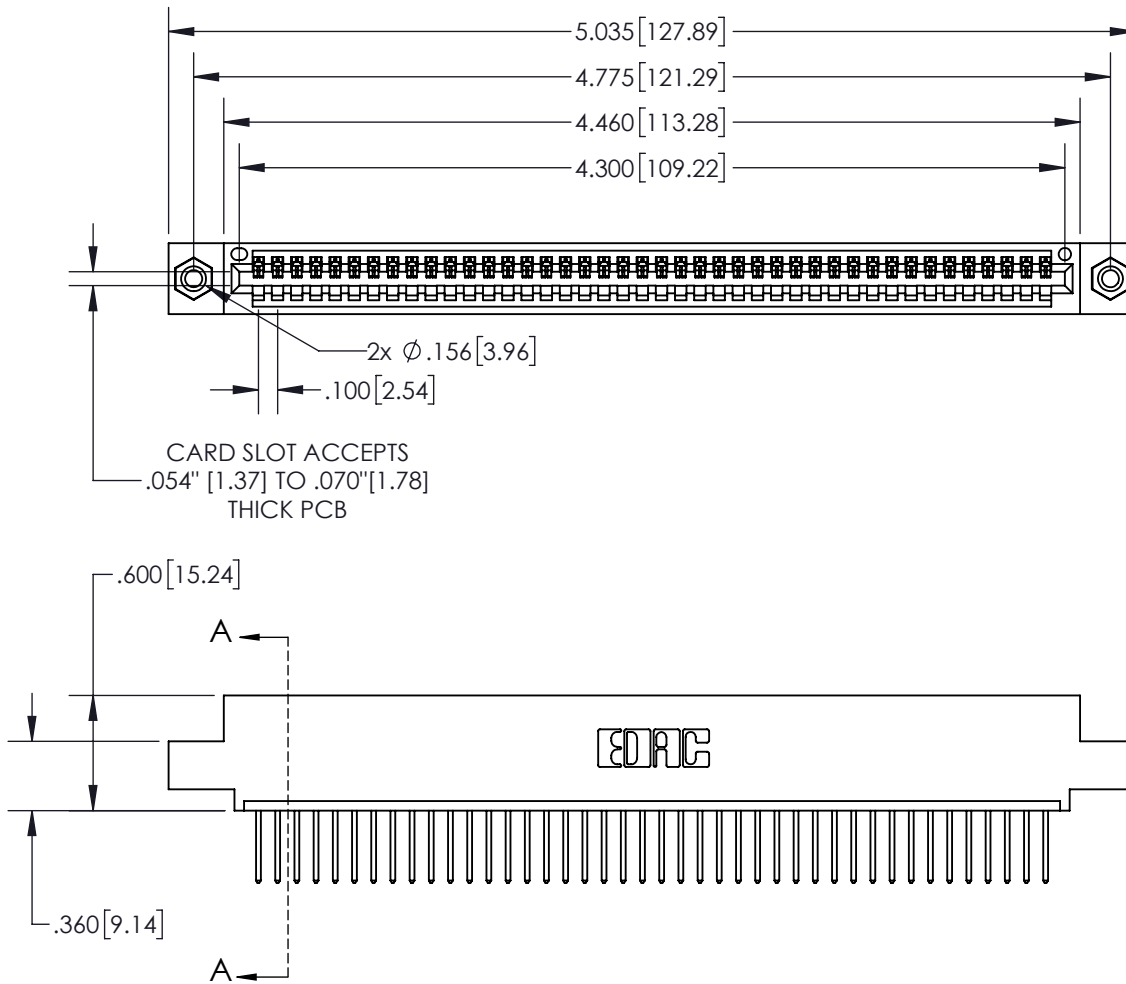 5.035[127.89]
4.775[121.29]
4.460[113.28]
4.300[109.22]
2x Ø .156[3.96]
.100[2.54]
CARD SLOT ACCEPTS
.054" [1.37] TO .070"[1.78]
THICK PCB
.600[15.24]
A
EDAC
.360[9.14]
A